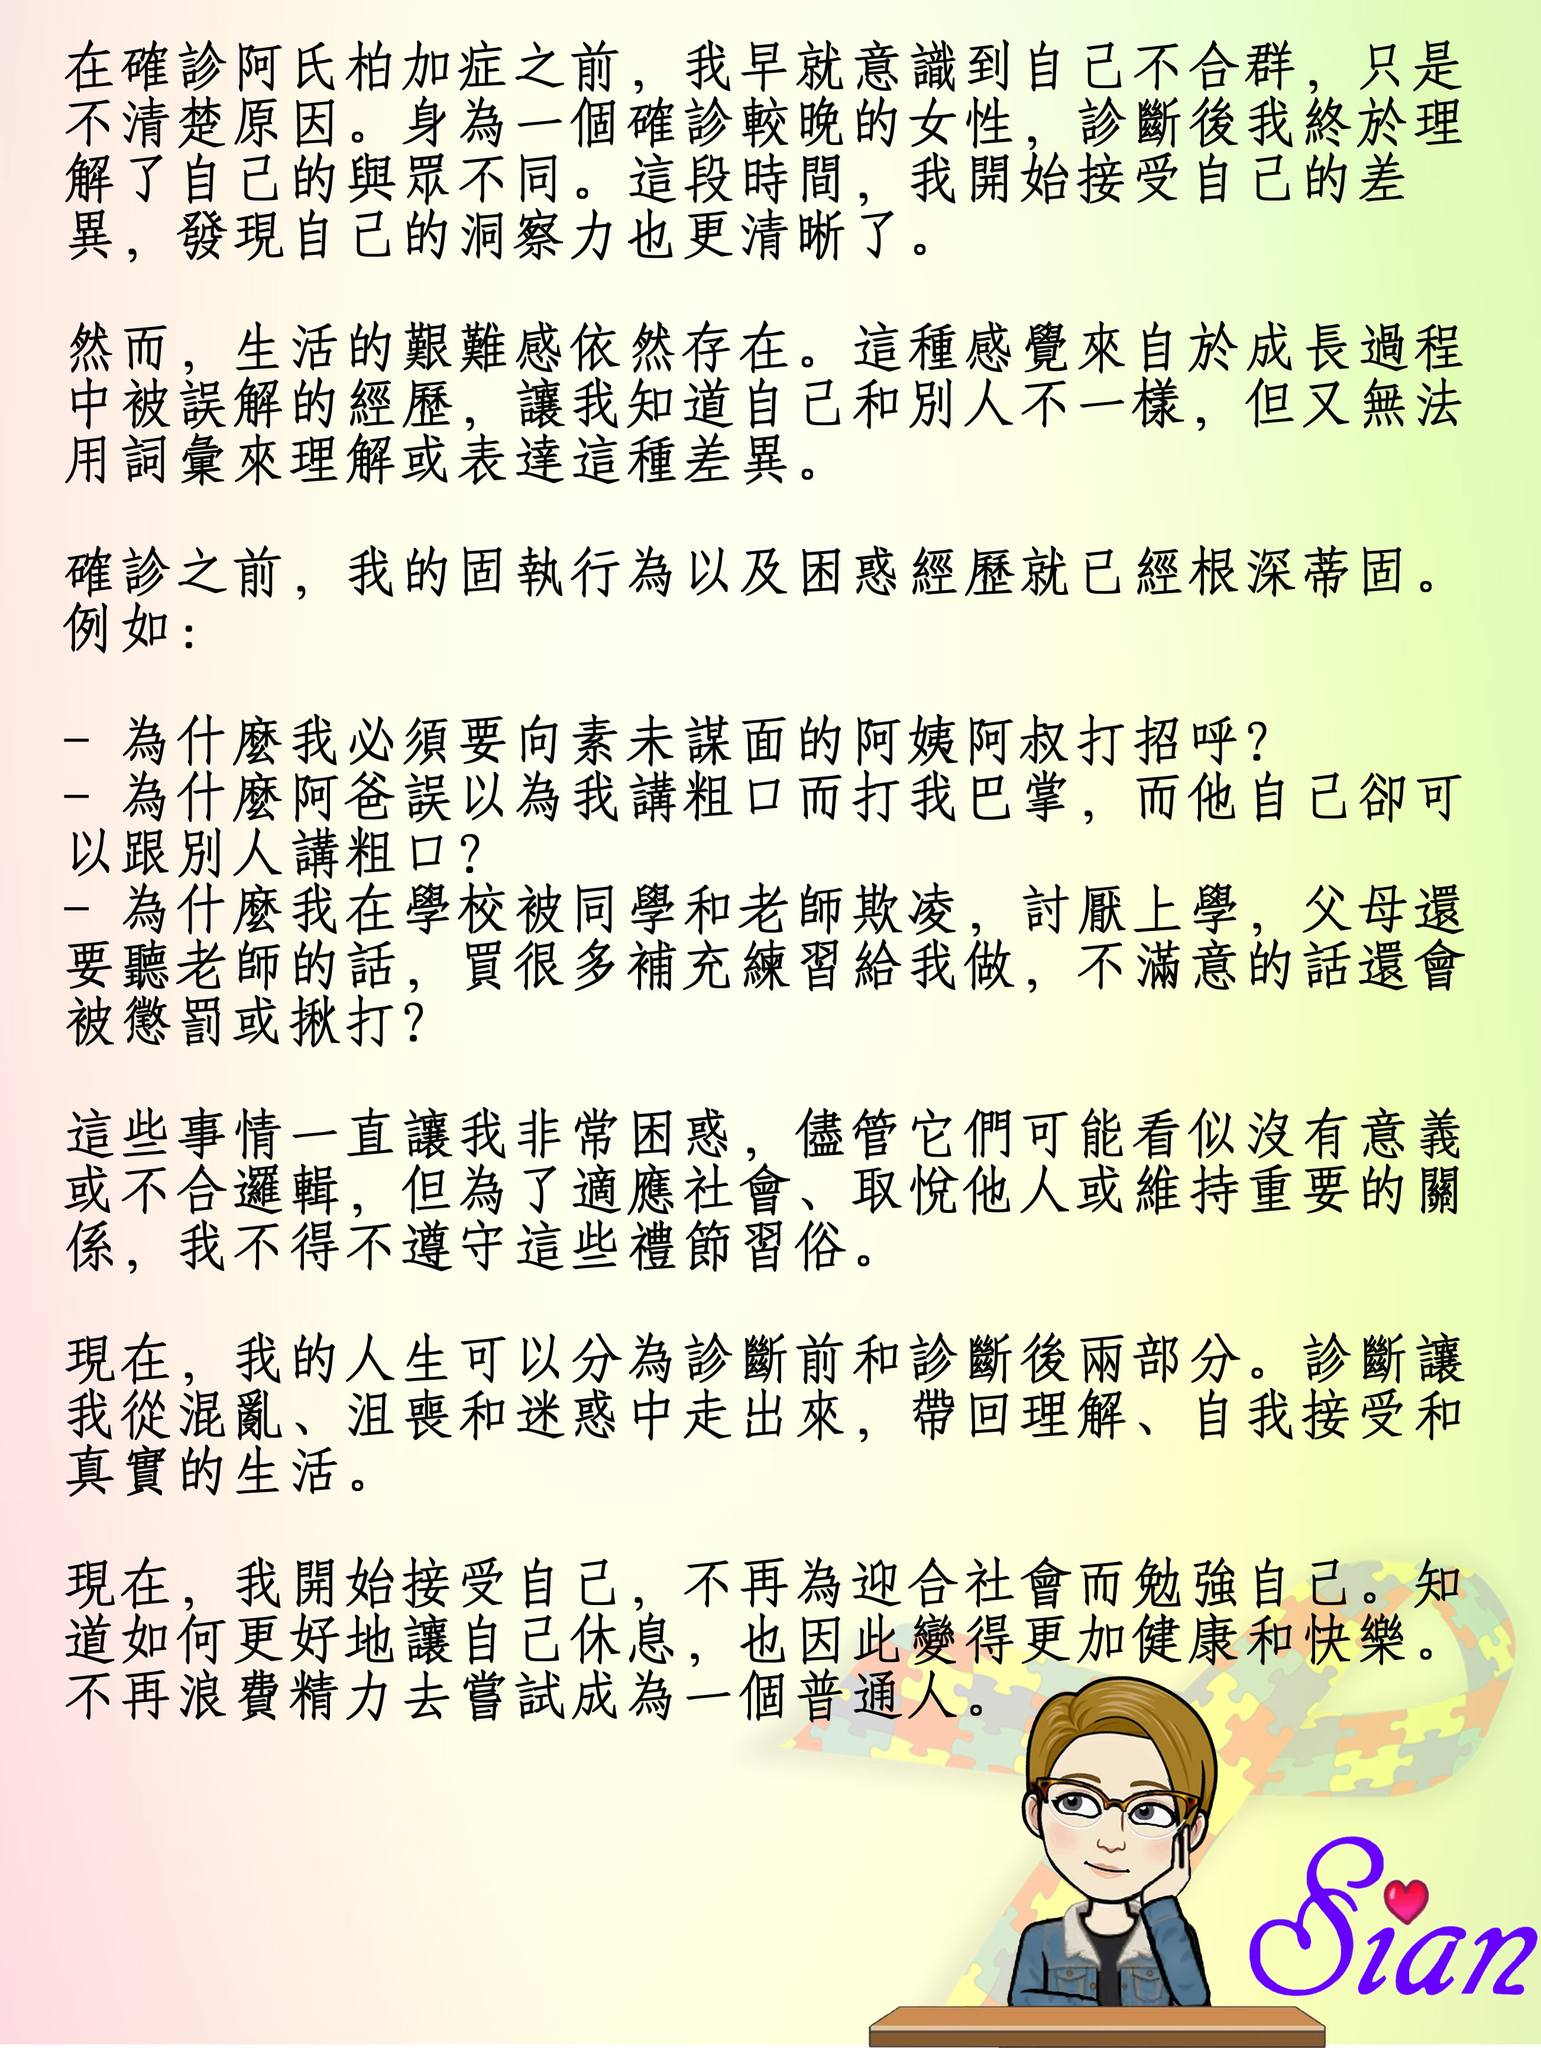 在確診阿氏柏加症之前，我早就意識到自己不合群，只是
不清楚原因。身為一個確診較晚的女性，診斷後我終於理
解了自己的與眾不同。這段時間，我開始接受自己的差
異，發現自己的洞察力也更清晰了。
然而，生活的艱難感依然存在。這種感覺來自於成長過程
中被誤解的經歷，讓我知道自己和別人不一樣，但又無法
用詞彙來理解或表達這種差異。
確診之前，我的固執行為以及困惑經歷就已經根深蒂固。
例如：
- 為什麼我必須要向素未謀面的阿姨阿叔打招呼？
- 為什麼阿爸誤以為我講粗口而打我巴掌，而他自己卻可
以跟別人講粗口？
- 為什麼我在學校被同學和老師欺凌，討厭上學，父母還
要聽老師的話，買很多補充練習給我做，不滿意的話還會
被懲罰或揪打？
這些事情一直讓我非常困惑，儘管它們可能看似沒有意義
或不合邏輯，但為了適應社會、取悅他人或維持重要的關
係，我不得不遵守這些禮節習俗。
現在，我的人生可以分為診斷前和診斷後兩部分。診斷讓
我從混亂、沮喪和迷惑中走出來，帶回理解、自我接受和
真實的生活。
現在，我開始接受自己，不再為迎合社會而勉強自己。知
道如何更好地讓自己休息，也因此變得更加健康和快樂。
不再浪費精力去嘗試成為一個普通人。
Sian